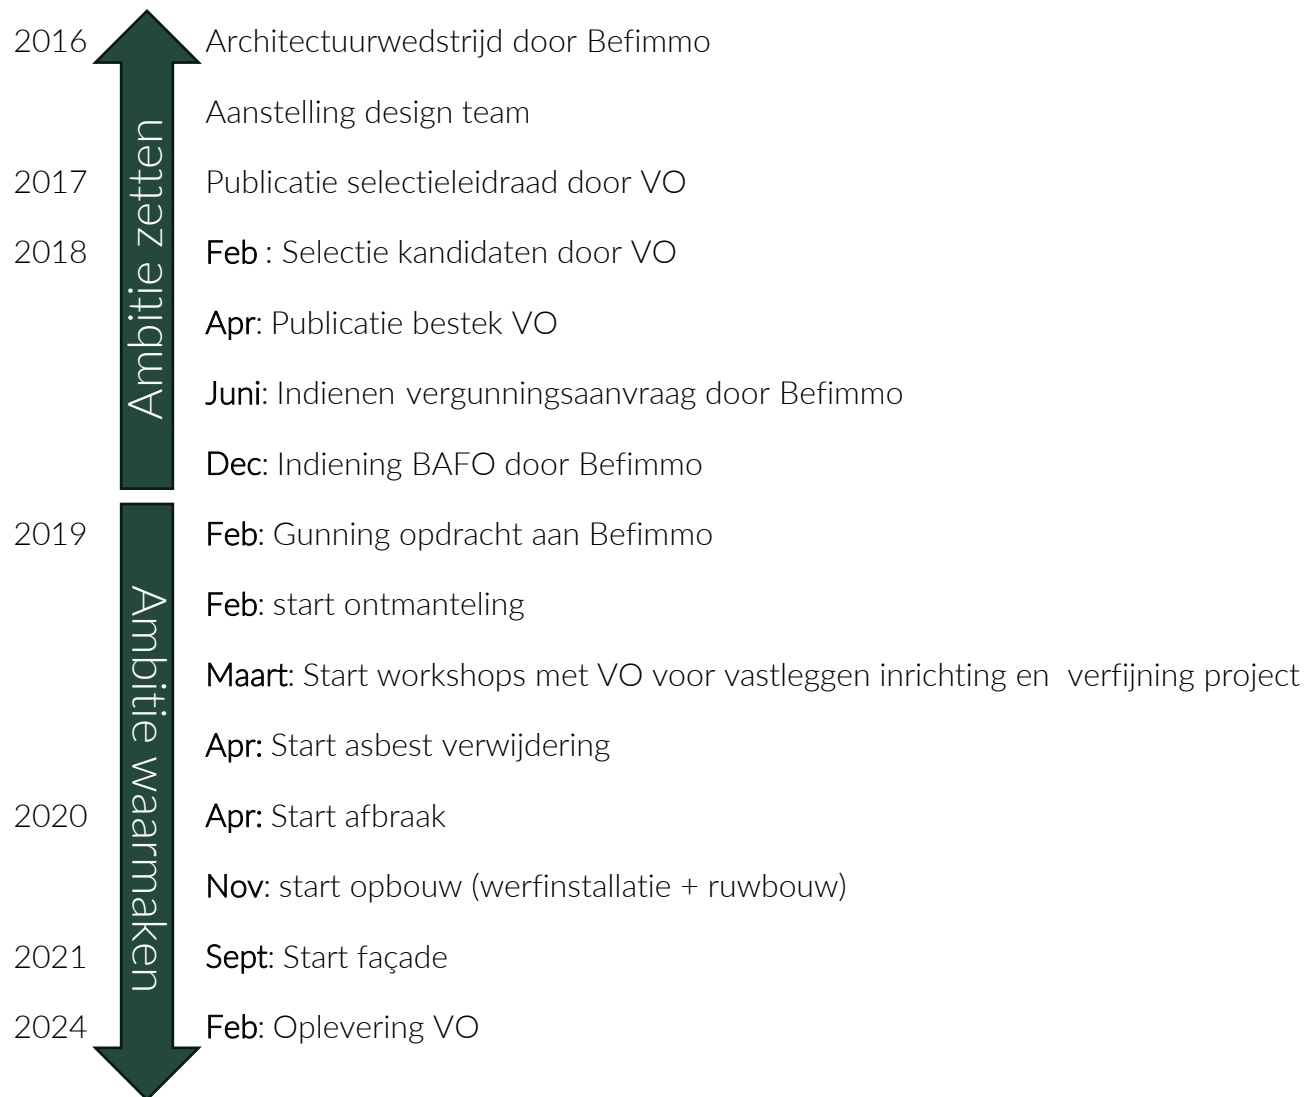 2016 Architectuurwedstrijd door Befimmo
Aanstelling design team
2017 Publicatie selectieleidraad door VO
2018 Feb : Selectie kandidaten door VO
Apr: Publicatie bestek VO
Juni: Indienen vergunningsaanvraag door Befimmo
Dec: Indiening BAFO door Befimmo
Ambitie zetten
2019 Feb: Gunning opdracht aan Befimmo
Feb: start ontmanteling
Maart: Start workshops met VO voor vastleggen inrichting en  verfijning project
Apr: Start asbest verwijdering
2020 Apr: Start afbraak
Nov: start opbouw (werfinstallatie + ruwbouw)
2021 Sept: Start façade
2024 Feb: Oplevering VO
Ambitie waarmaken